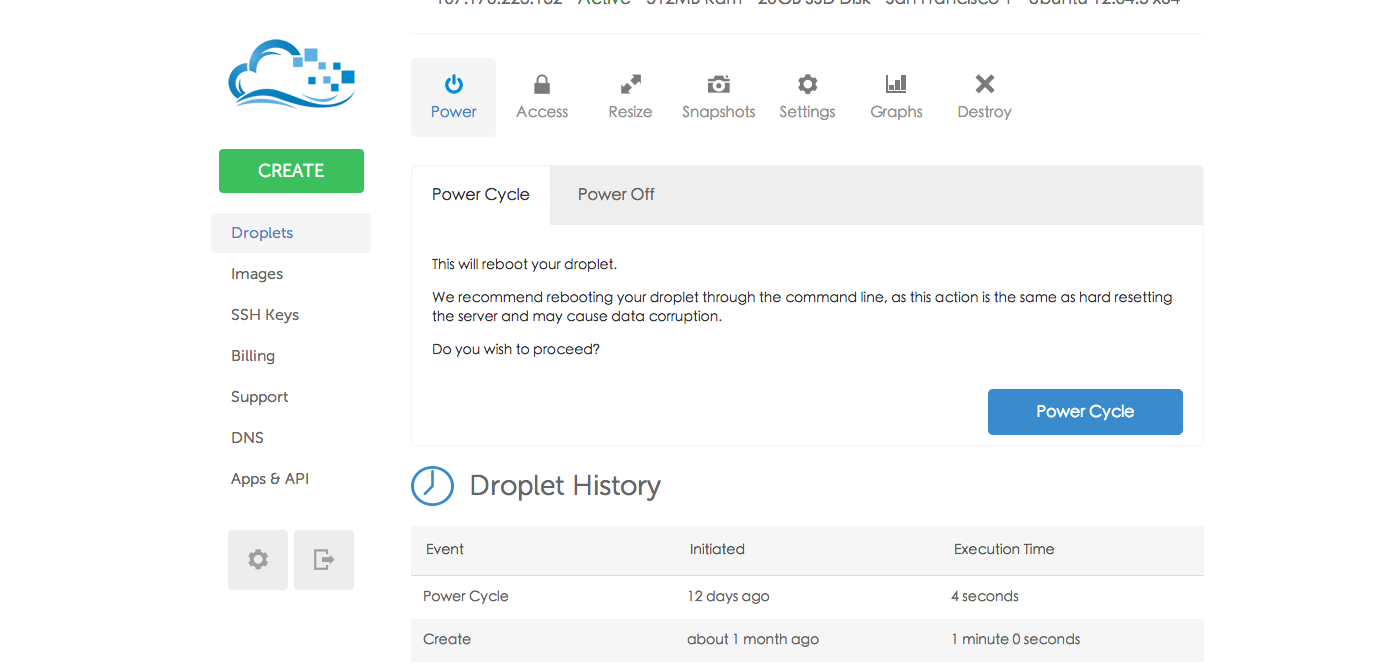 Active 512MB Ram 20GB SSD Disk San Francisco 1 Ubuntu 12.04.3 x64
Power Access Resize Snapshots Settings Graphs Destroy
CREATE
Droplets
Images
SSH Keys
Billing
Support
DNS
Apps & API
Power Cycle Power Off
This will reboot your droplet.
We recommend rebooting your droplet through the command line, as this action is the same as hard resetting
the server and may cause data corruption.
Do you wish to proceed?
Power Cycle
Droplet History
Event Initiated Execution Time
Power Cycle 12 days ago 4 seconds
Create about 1 month ago 1 minute 0 seconds